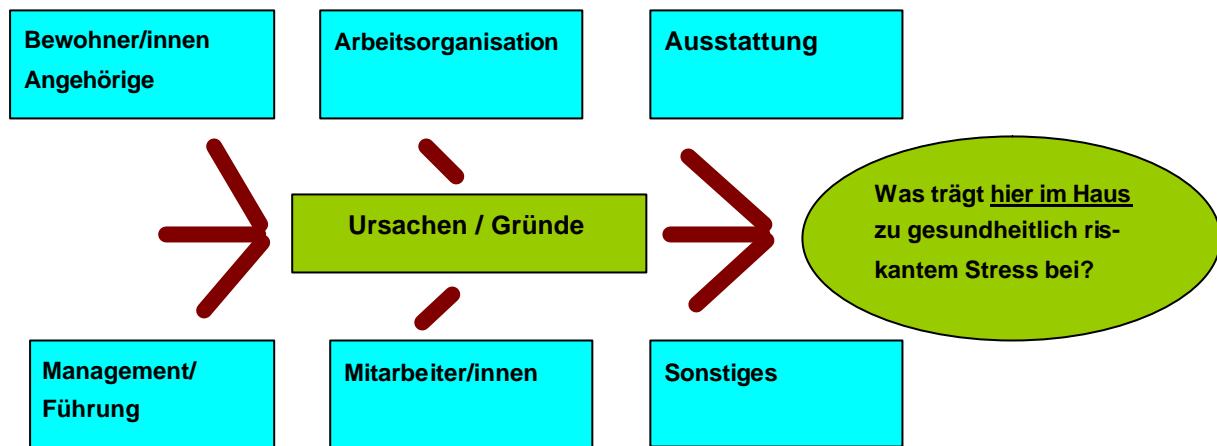 Bewohner/innen
Angehörige
Arbeitsorganisation
Ausstattung
Ursachen / Gründe
Was trägt hier im Haus
zu gesundheitlich ris-
kantem Stress bei?
Management/
Führung
Mitarbeiter/innen
Sonstiges